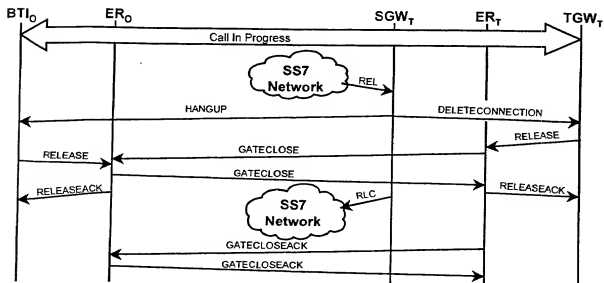 BTIO ERO SGWT ERT TGWT
Call In Progress
SS7
Network
REL
HANGUP DELETECONNECTION
RELEASE
GATECLOSE
RELEASE
GATECLOSE
RELEASEACK RLC RELEASEACK
SS7
Network
GATECLOSEACK
GATECLOSEACK